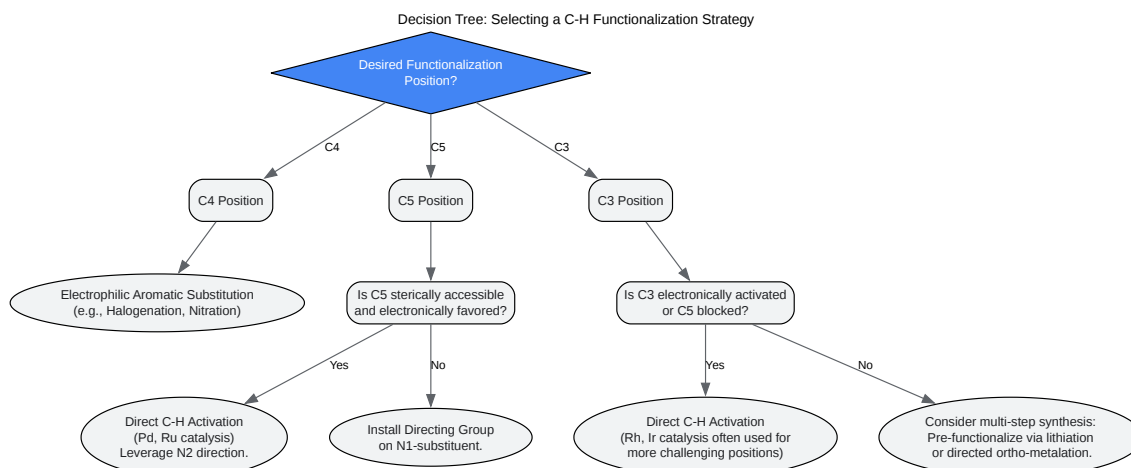 Decision Tree: Selecting a C-H Functionalization Strategy
Desired Functionalization
Position?
C4
C5
C3
C4 Position
C5 Position
C3 Position
Electrophilic Aromatic Substitution
(e.g., Halogenation, Nitration)
Is C5 sterically accessible
and electronically favored?
Is C3 electronically activated
or C5 blocked?
Yes
No
Yes
No
Direct C-H Activation
(Pd, Ru catalysis)
Leverage N2 direction.
Install Directing Group
on N1-substituent.
Direct C-H Activation
(Rh, Ir catalysis often used for
more challenging positions)
Consider multi-step synthesis:
Pre-functionalize via lithiation
or directed ortho-metalation.